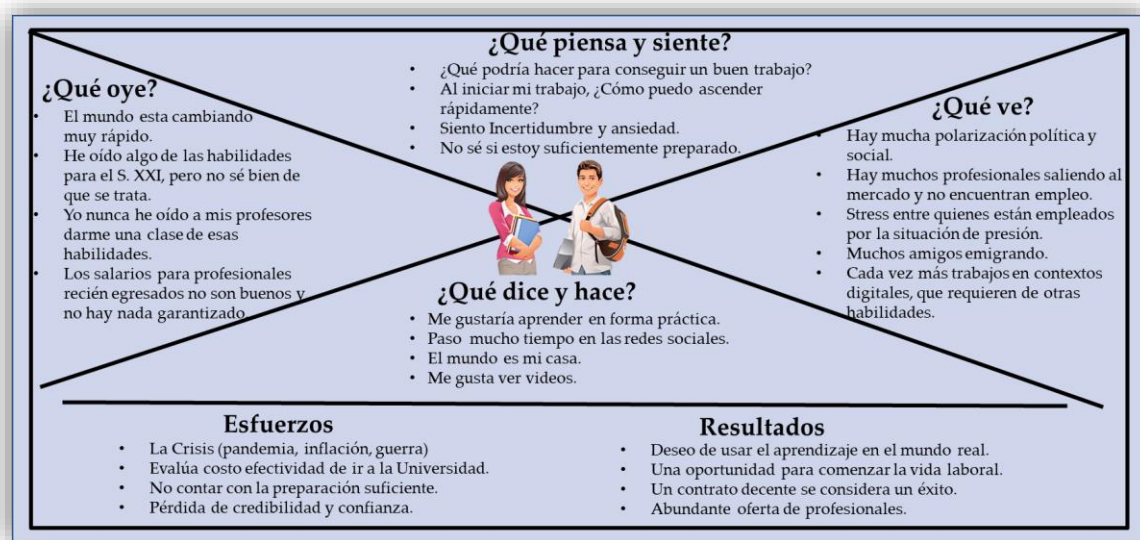 ¿Qué piensa y siente?
• ¿Qué podría hacer para conseguir un buen trabajo?
• Al iniciar mi trabajo, ¿Cómo puedo ascender
rápidamente?
• Siento Incertidumbre y ansiedad.
• No sé si estoy suficientemente preparado.
¿Qué oye?
• El mundo esta cambiando
muy rápido.
• He oído algo de las habilidades
para el S. XXI, pero no sé bien de
que se trata.
• Yo nunca he oído a mis profesores
darme una clase de esas
habilidades.
• Los salarios para profesionales
recién egresados no son buenos y
no hay nada garantizado
¿Qué ve?
• Hay mucha polarización política y
social.
• Hay muchos profesionales saliendo al
mercado y no encuentran empleo.
• Stress entre quienes están empleados
por la situación de presión.
• Muchos amigos emigrando.
• Cada vez más trabajos en contextos
digitales, que requieren de otras
habilidades.
¿Qué dice y hace?
• Me gustaría aprender en forma práctica.
• Paso mucho tiempo en las redes sociales.
• El mundo es mi casa.
• Me gusta ver videos.
Esfuerzos
• La Crisis (pandemia, inflación, guerra)
• Evalúa costo efectividad de ir a la Universidad.
• No contar con la preparación suficiente.
• Pérdida de credibilidad y confianza.
Resultados
• Deseo de usar el aprendizaje en el mundo real.
• Una oportunidad para comenzar la vida laboral.
• Un contrato decente se considera un éxito.
• Abundante oferta de profesionales.